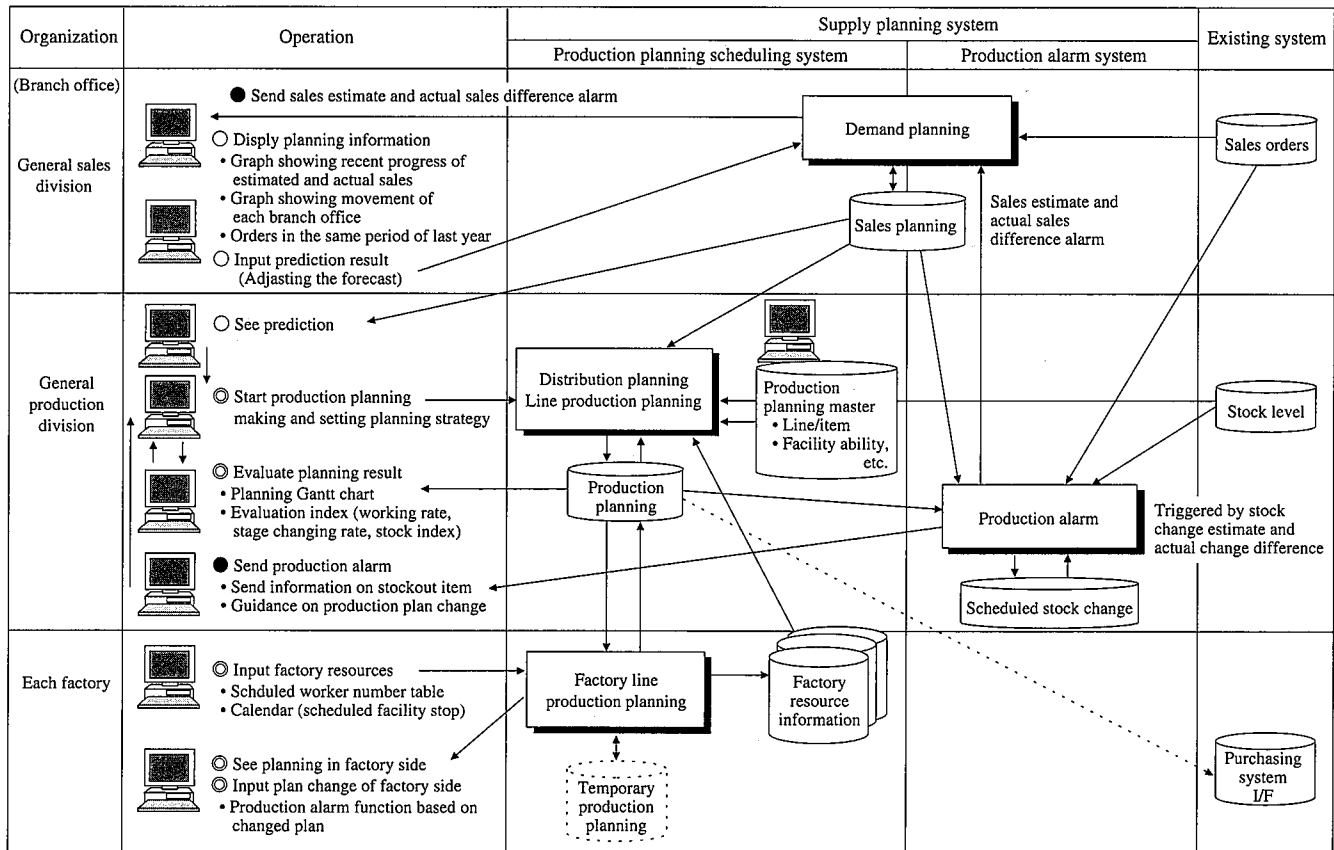 Organization
Operation
Supply planning system
Existing system
Production planning scheduling system
Production alarm system
(Branch office)
General sales
division
● Send sales estimate and actual sales difference alarm
○ Disply planning information
• Graph showing recent progress of
estimated and actual sales
• Graph showing movement of
each branch office
• Orders in the same period of last year
○ Input prediction result
(Adjasting the forecast)
Demand planning
Sales planning
Sales estimate and
actual sales
difference alarm
Sales orders
General
production
division
○ See prediction
◎ Start production planning
making and setting planning strategy
◎ Evaluate planning result
• Planning Gantt chart
• Evaluation index (working rate,
stage changing rate, stock index)
● Send production alarm
• Send information on stockout item
• Guidance on production plan change
Distribution planning
Line production planning
Production
planning master
• Line/item
• Facility ability,
etc.
Production
planning
Production alarm
Triggered by stock
change estimate and
actual change difference
Scheduled stock change
Stock level
Each factory
◎ Input factory resources
• Schduled worker number table
• Calendar (scheduled facility stop)
◎ See planning in factory side
◎ Input plan change of factory side
• Production alarm function based on
changed plan
Factory line
production planning
Factory
resource
information
Temporary
production
planning
Purchasing
system
I/F